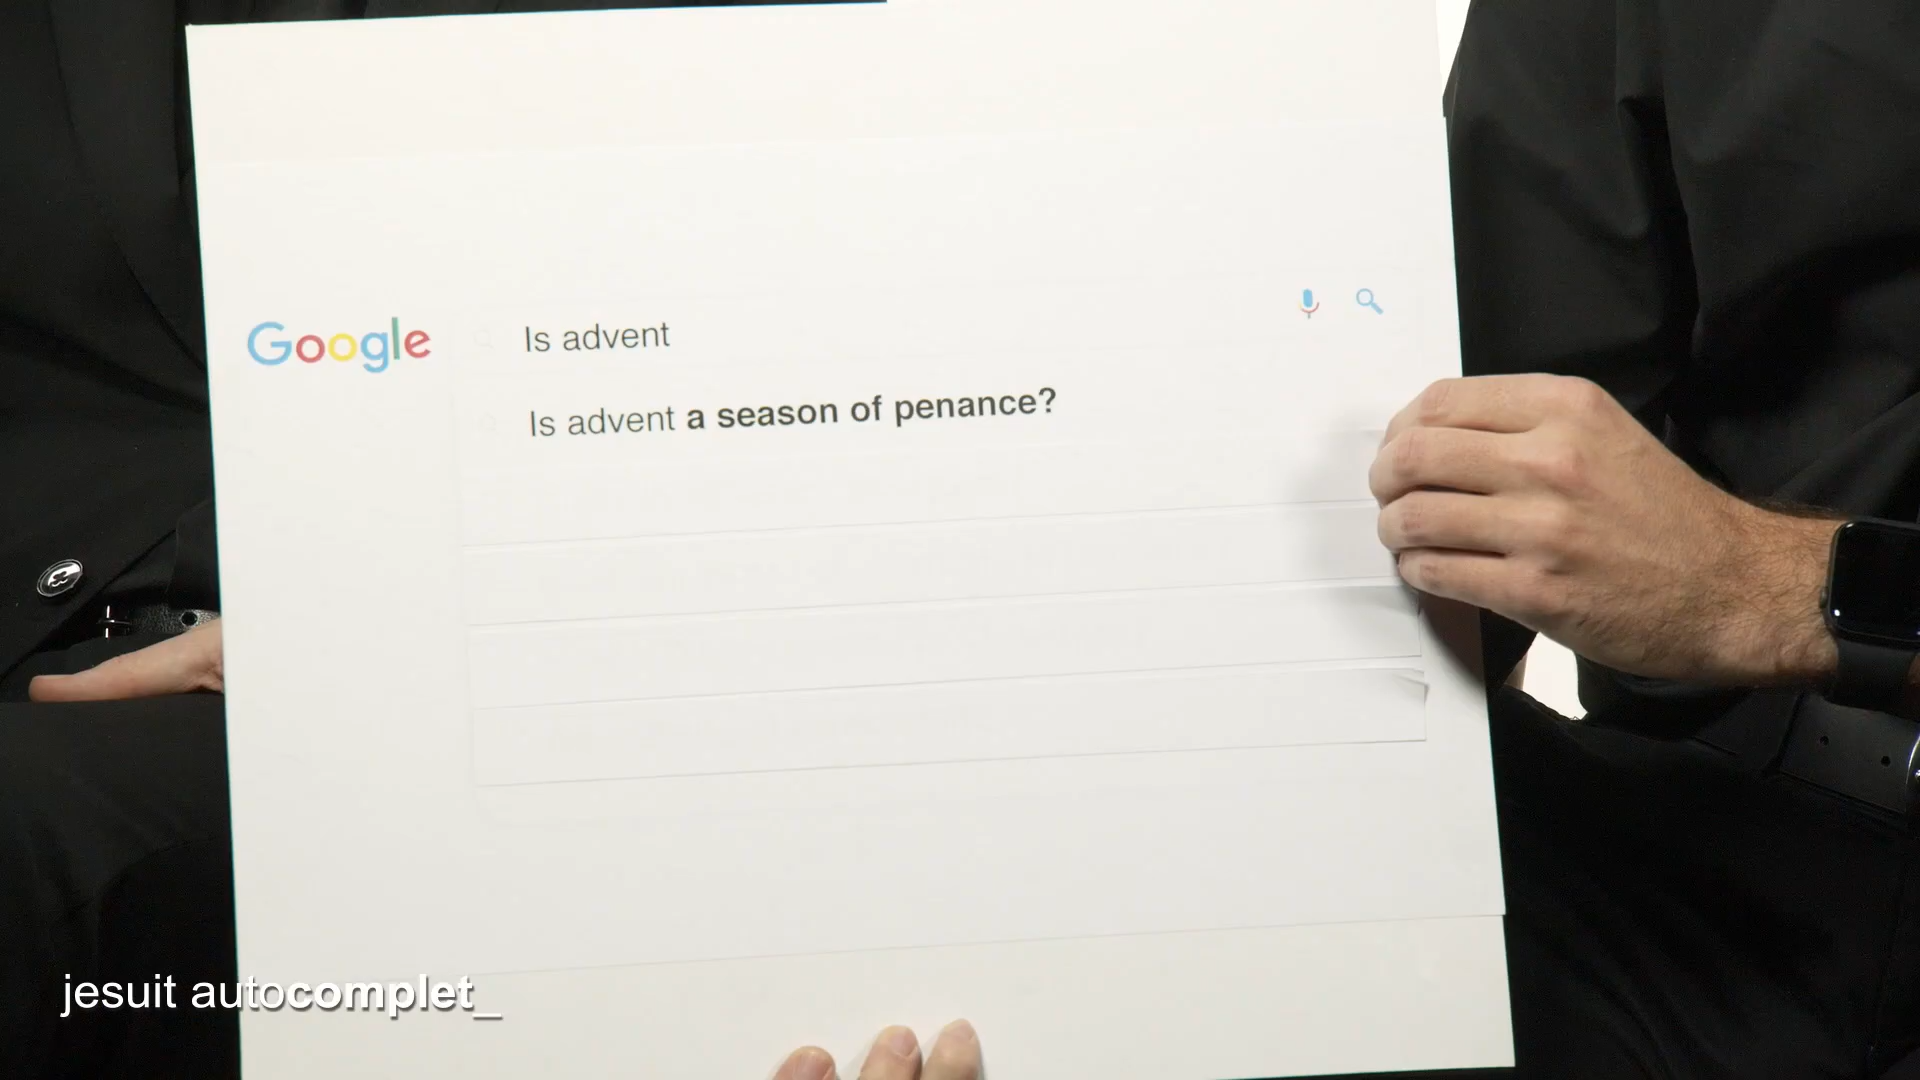 Google
Is advent
Is advent a season of penance?
jesuit autocomplet_